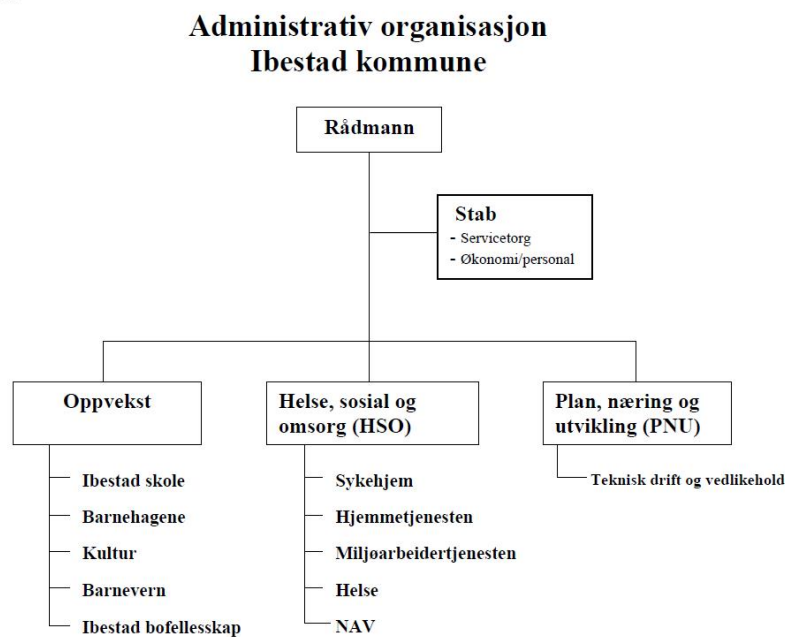 Administrativ organisasjon
Ibestad kommune
Rådmann
Stab
- Servicetorg
- Økonomi/personal
Oppvekst
Ibestad skole
Barnehagene
Kultur
Barnevern
Ibestad bofellesskap
Helse, sosial og
omsorg (HSO)
Sykehjem
Hjemmetjenesten
Miljøarbeidertjenesten
Helse
NAV
Plan, næring og
utvikling (PNU)
Teknisk drift og vedlikehold